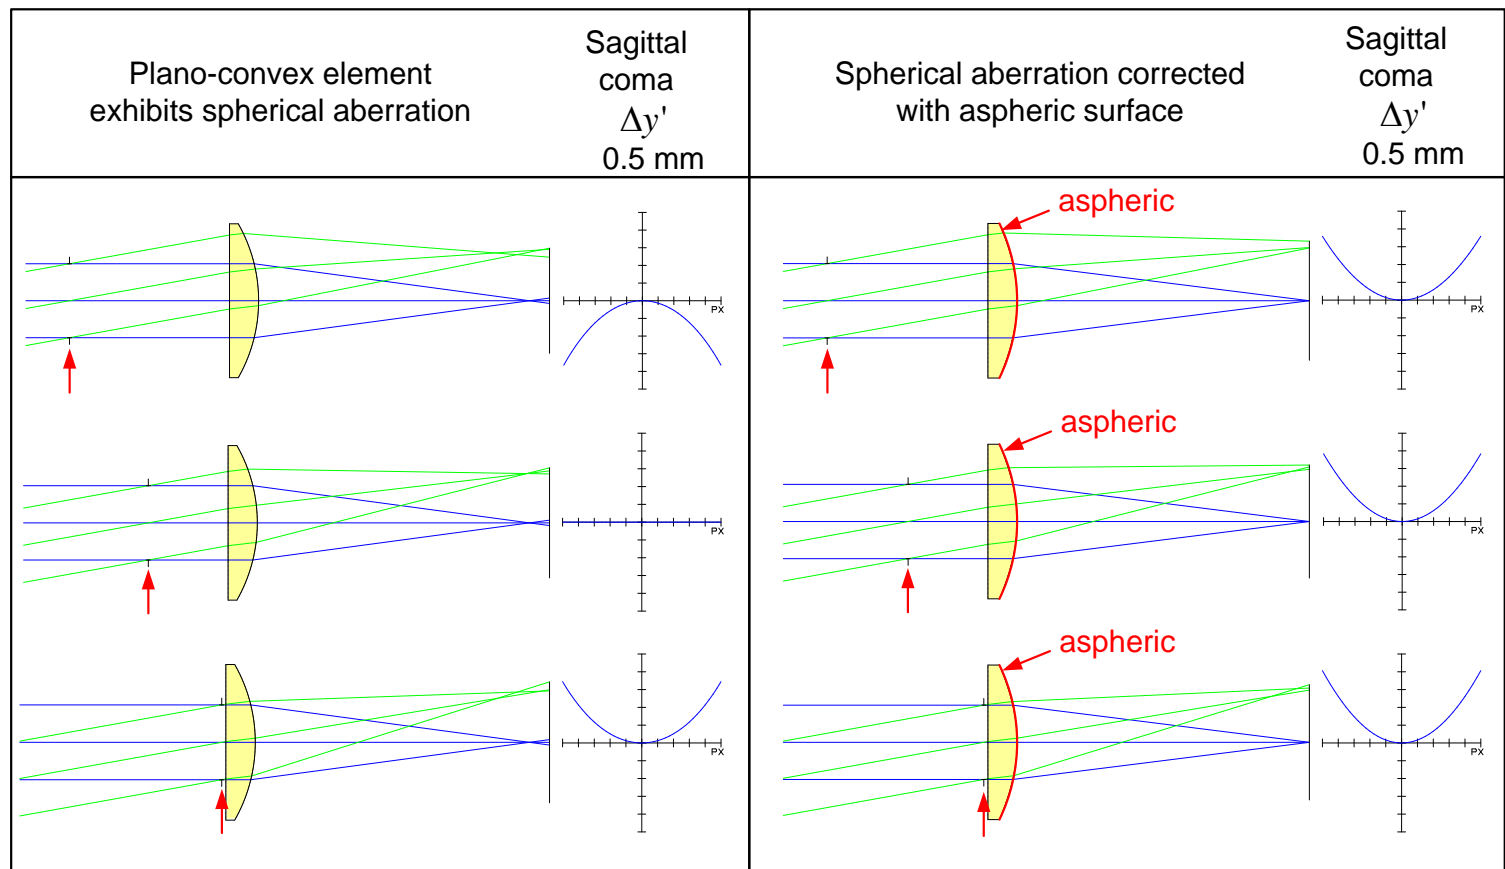 Plano-convex element
exhibits spherical aberration
Sagittal
coma
Δy'
0.5 mm
Spherical aberration corrected
with aspheric surface
Sagittal
coma
Δy'
0.5 mm
PX
aspheric
PX
PX
aspheric
PX
PX
aspheric
PX